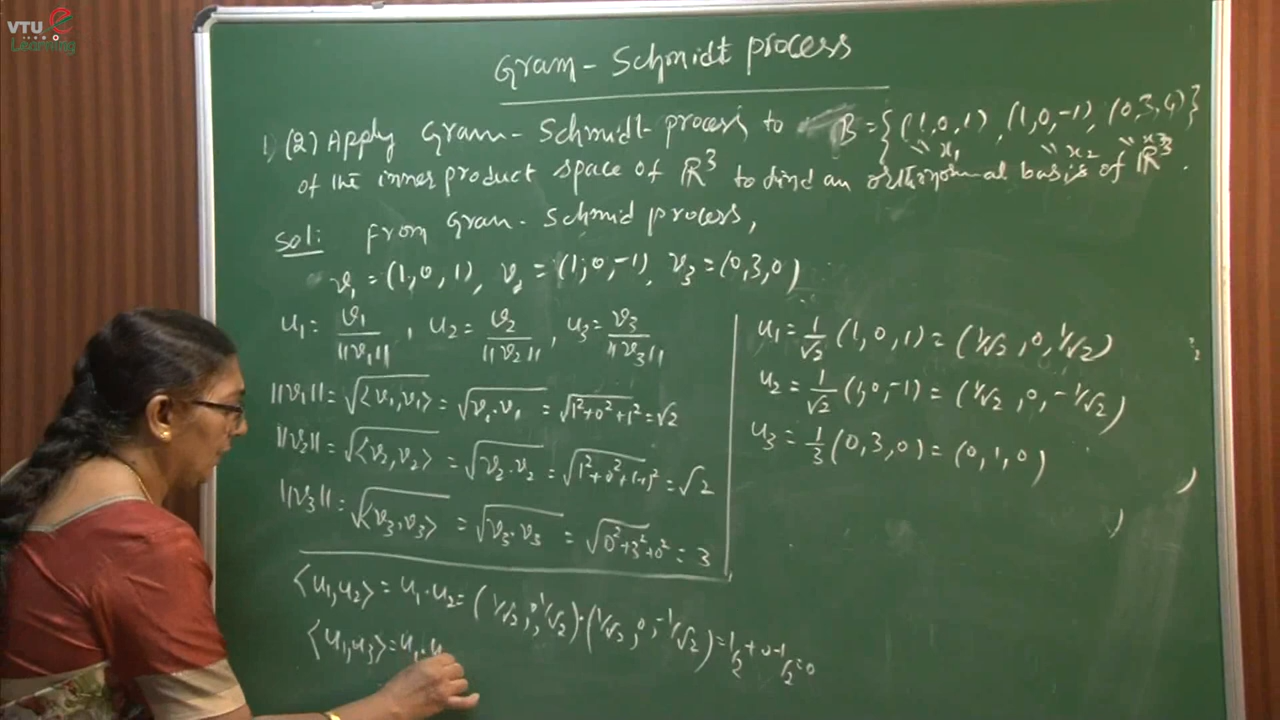 VTU e
Learning
Gram-Schmidt process
1) (2) Apply Gram-Schmidt process to B = {(1,0,1), (1,0,-1), (0,3,4)}
" x₁ " x₂ " x₃
of the inner product space of ℝ³ to find an orthonormal basis of ℝ³.
Sol: From Gran-Schmid process,
v₁ = (1,0,1), v₂ = (1,0,-1), v₃ = (0,3,0)
u₁ = v₁/||v₁||, u₂ = v₂/||v₂||, u₃ = v₃/||v₃||
||v₁|| = √<v₁,v₁> = √v₁.v₁ = √1²+0²+1² = √2
||v₂|| = √<v₂,v₂> = √v₂.v₂ = √1²+0²+(-1)² = √2
||v₃|| = √<v₃,v₃> = √v₃.v₃ = √0²+3²+0² = 3
u₁ = 1/√2 (1,0,1) = (1/√2, 0, 1/√2)
u₂ = 1/√2 (1,0,-1) = (1/√2, 0, -1/√2)
u₃ = 1/3 (0,3,0) = (0,1,0)
<u₁,u₂> = u₁.u₂ = (1/√2, 0, 1/√2).(1/√2, 0, -1/√2) = 1/2+0-1/2=0
<u₁,u₃> = u₁.u